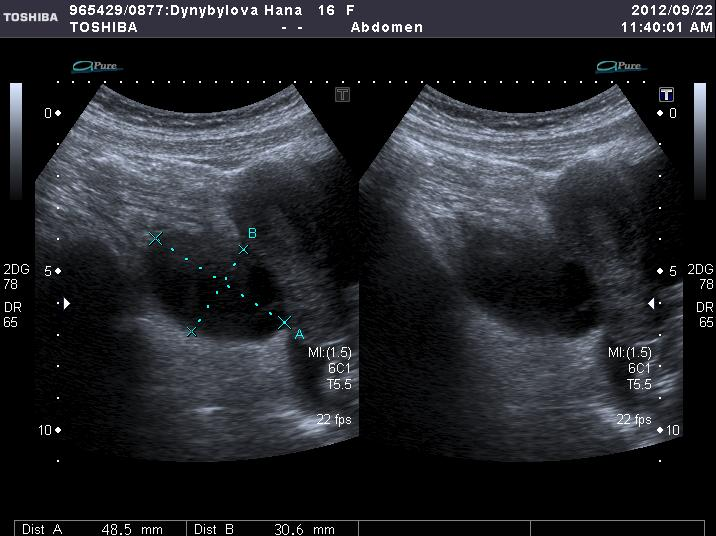 TOSHIBA 965429/0877:Dynybylova Hana 16 F 2012/09/22
TOSHIBA - - Abdomen 11:40:01 AM
aPure aPure
T T
0 0
B
5 5
2DG 2DG
78 78
DR DR
65 65
A
MI:(1.5) MI:(1.5)
6C1 6C1
T5.5 T5.5
22 fps 22 fps
10 10
Dist A 48.5 mm Dist B 30.6 mm